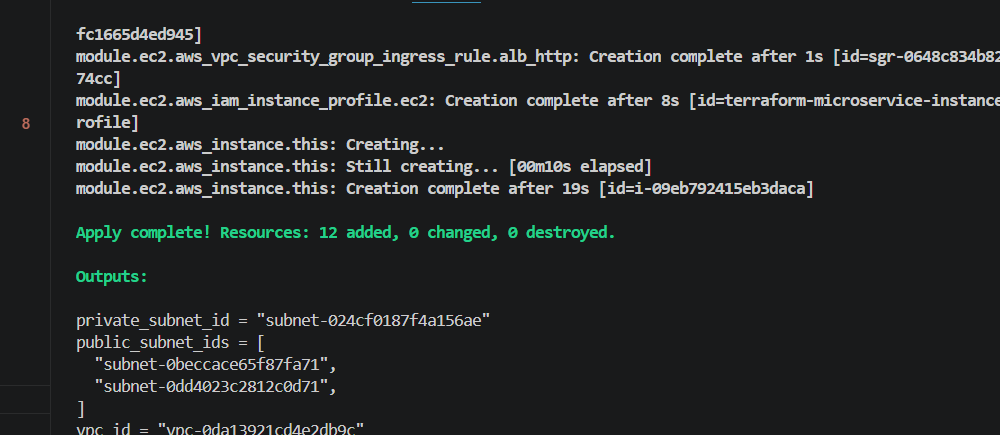 fc1665d4ed945]
module.ec2.aws_vpc_security_group_ingress_rule.alb_http: Creation complete after 1s [id=sgr-0648c834b82
74cc]
module.ec2.aws_iam_instance_profile.ec2: Creation complete after 8s [id=terraform-microservice-instance
rofile]
8
module.ec2.aws_instance.this: Creating...
module.ec2.aws_instance.this: Still creating... [00m10s elapsed]
module.ec2.aws_instance.this: Creation complete after 19s [id=i-09eb792415eb3daca]
Apply complete! Resources: 12 added, 0 changed, 0 destroyed.
Outputs:
private_subnet_id = "subnet-024cf0187f4a156ae"
public_subnet_ids = [
"subnet-0beccace65f87fa71",
"subnet-0dd4023c2812c0d71",
]
vpc_id = "vpc-0da13921cd4e2db9c"